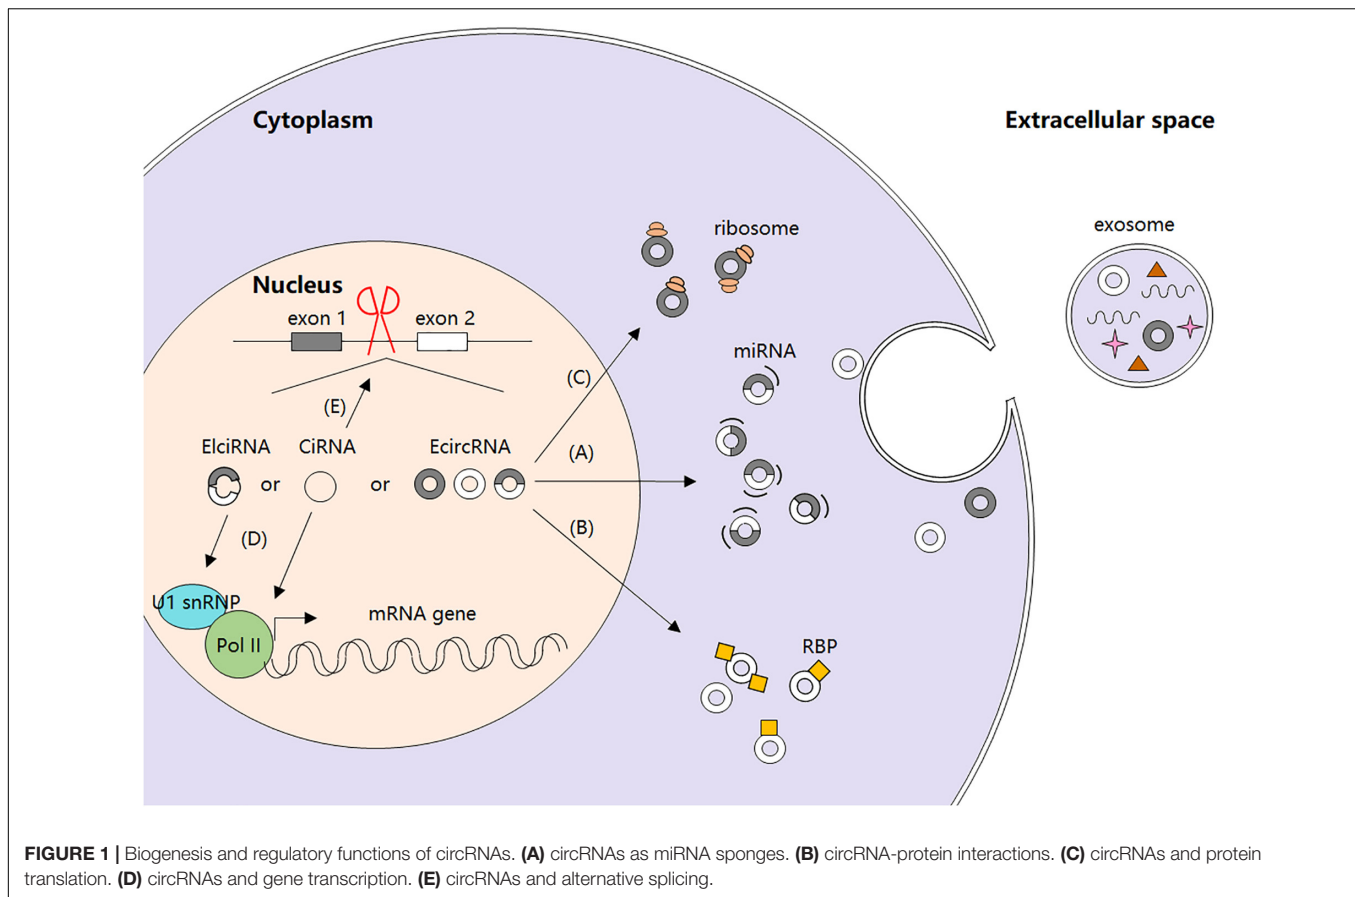 Cytoplasm
Extracellular space
exosome
ribosome
Nucleus
exon 1
exon 2
miRNA
(C)
(E)
ElciRNA
CiRNA
EcircRNA
(A)
or
or
(B)
(D)
U1 snRNP
mRNA gene
Pol II
RBP
FIGURE 1 | Biogenesis and regulatory functions of circRNAs. (A) circRNAs as miRNA sponges. (B) circRNA-protein interactions. (C) circRNAs and protein
translation. (D) circRNAs and gene transcription. (E) circRNAs and alternative splicing.